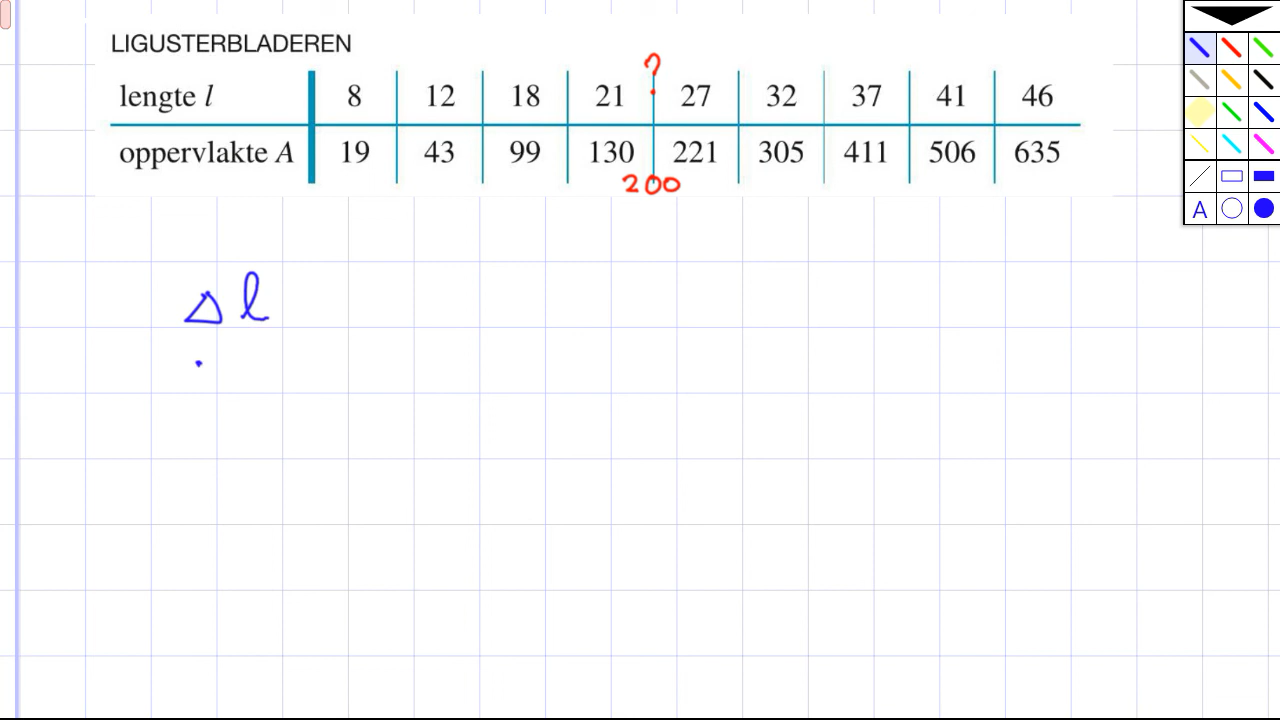 LIGUSTERBLADEREN
?
lengte l 8 12 18 21 27 32 37 41 46
oppervlakte A 19 43 99 130 221 305 411 506 635
200
Δ l
A